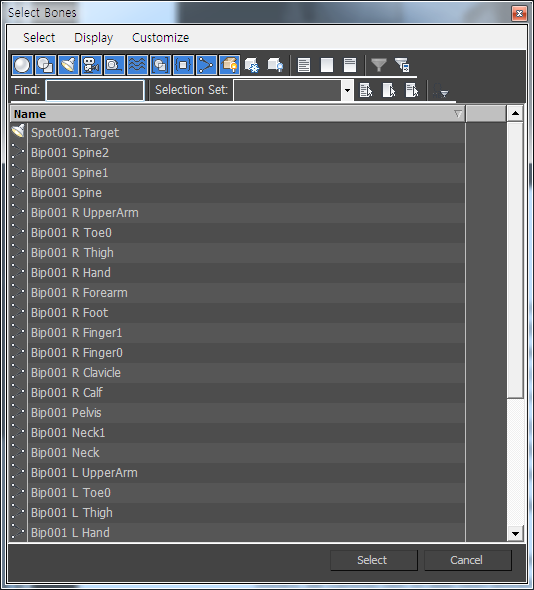 Select Bones
Select Display Customize
Find: Selection Set:
Name
Spot001.Target
Bip001 Spine2
Bip001 Spine1
Bip001 Spine
Bip001 R UpperArm
Bip001 R Toe0
Bip001 R Thigh
Bip001 R Hand
Bip001 R Forearm
Bip001 R Foot
Bip001 R Finger1
Bip001 R Finger0
Bip001 R Clavicle
Bip001 R Calf
Bip001 Pelvis
Bip001 Neck1
Bip001 Neck
Bip001 L UpperArm
Bip001 L Toe0
Bip001 L Thigh
Bip001 L Hand
Select Cancel